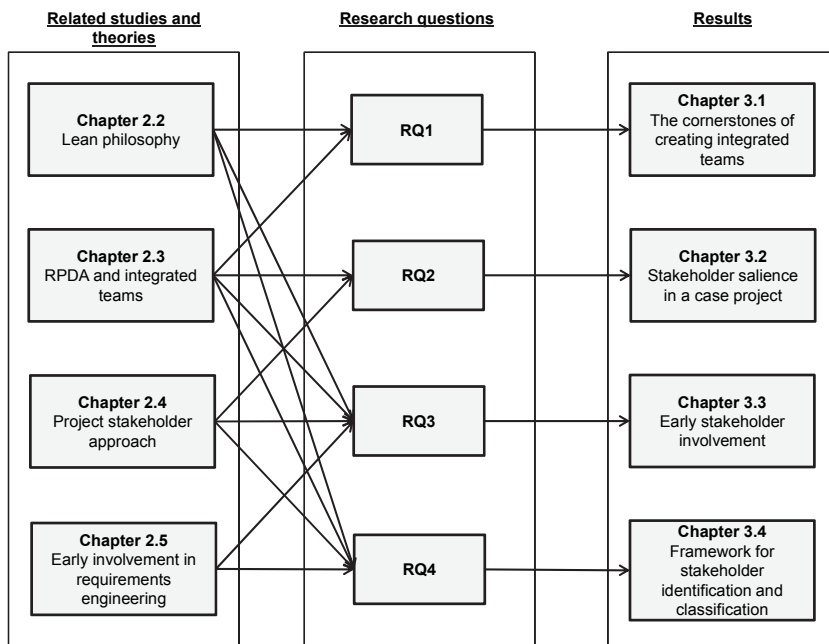 Related studies and
theories
Research questions
Results
Chapter 2.2
Lean philosophy
Chapter 2.3
RPDA and integrated
teams
Chapter 2.4
Project stakeholder
approach
Chapter 2.5
Early involvement in
requirements
engineering
RQ1
RQ2
RQ3
RQ4
Chapter 3.1
The cornerstones of
creating integrated
teams
Chapter 3.2
Stakeholder salience
in a case project
Chapter 3.3
Early stakeholder
involvement
Chapter 3.4
Framework for
stakeholder
identification and
classification